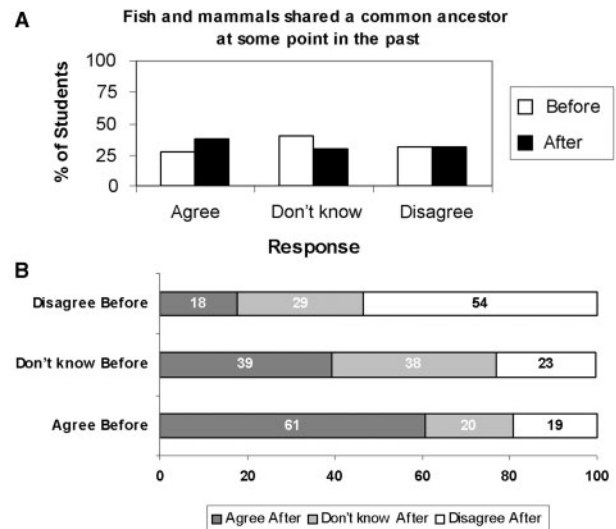 A
Fish and mammals shared a common ancestor
at some point in the past
% of Students
100
75
50
25
0
Agree Don't know Disagree
Response
Before
After
B
Disagree Before 18 29 54
Don't know Before 39 38 23
Agree Before 61 20 19
0 20 40 60 80 100
Agree After Don't know After Disagree After